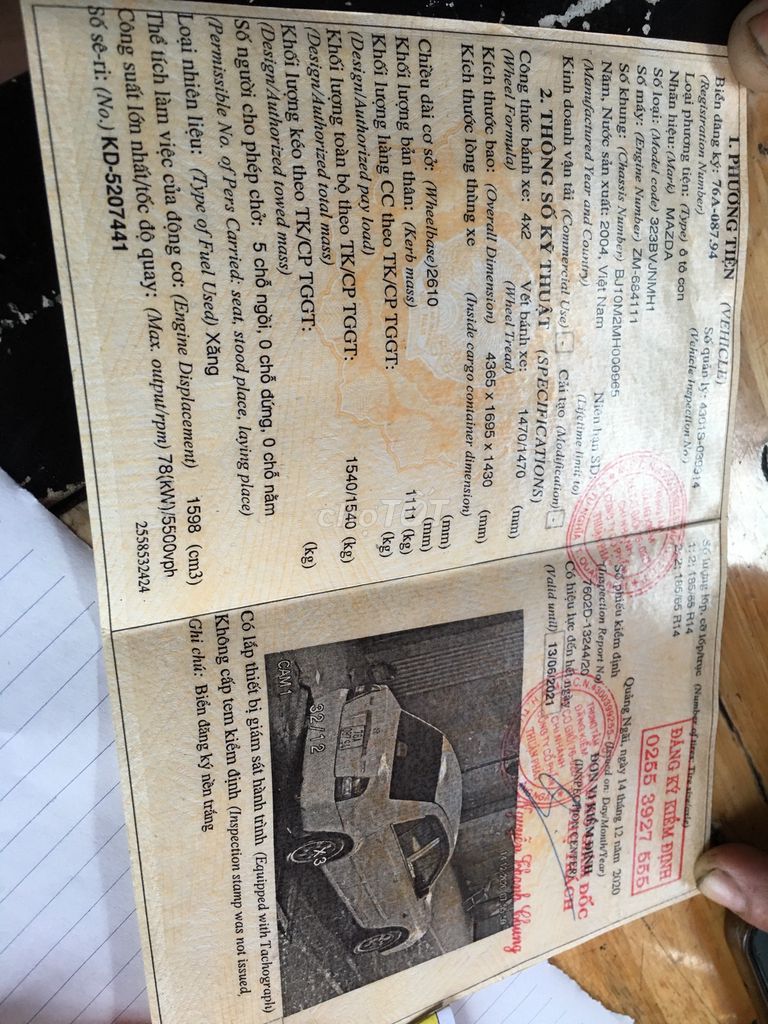 1. PHƯƠNG TIỆN (VEHICLE)
Biển đăng ký: 76A-087.94 Số quản lý: 4301S-039314
(Registration Number) (Vehicle Inspection No)
Loại phương tiện: (Type) ô tô con
Nhãn hiệu: (Mark) MAZDA
Số loại: (Model code) 323BVJNMH1
Số máy: (Engine Number) ZM-684111
Số khung: (Chassis Number) BJ10M2MH000965
Năm, Nước sản xuất: 2004, Việt Nam Niên hạn SD
(Manufactured Year and Country) (Lifetime limit to)
Kinh doanh vận tải (Commercial Use) - Cải tạo (Modification) -
2. THÔNG SỐ KỸ THUẬT (SPECIFICATIONS)
Công thức bánh xe: 4x2 Vết bánh xe: 1470/1470 (mm)
(Wheel Formula) (Wheel Tread)
Kích thước bao: (Overall Dimension) 4365 x 1695 x 1430 (mm)
Kích thước lòng thùng xe (Inside cargo container dimension)
(mm)
Chiều dài cơ sở: (Wheelbase) 2610 (mm)
Khối lượng bản thân: (Kerb mass) 1111 (kg)
Khối lượng hàng CC theo TK/CP TGGT: (kg)
(Design/Authorized pay load)
Khối lượng toàn bộ theo TK/CP TGGT: 1540/1540 (kg)
(Design/Authorized total mass)
Khối lượng kéo theo TK/CP TGGT: (kg)
(Design/Authorized towed mass)
Số người cho phép chở: 5 chỗ ngồi, 0 chỗ đứng, 0 chỗ nằm
(Permissible No. of Pers Carried: seat, stood place, laying place)
Loại nhiên liệu: (Type of Fuel Used) Xăng
Thể tích làm việc của động cơ: (Engine Displacement) 1598 (cm3)
Công suất lớn nhất/tốc độ quay: (Max. output/rpm) 78(kW)/5500vph
Số sê-ri: (No.) KD-5207441 2558532424
Số lượng lốp, cỡ lốp/trục
1: 2; 185/65 R14
2: 2; 185/65 R14
ĐĂNG KÝ KIỂM ĐỊNH
0255 3927 555
Quảng Ngãi, ngày 14 tháng 12 năm 2020
(Issued on: Day/Month/Year)
Số phiếu kiểm định ĐƠN VỊ KIỂM ĐỊNH
(Inspection Report No) (INSPECTION CENTER)
7602D-13244/20
Có hiệu lực đến hết ngày
(Valid until) 13/06/2021
Nguyễn Thành Chung
CAM1
32/12
Có lắp thiết bị giám sát hành trình (Equipped with Tachograph)
Không cấp tem kiểm định (Inspection stamp was not issued)
Ghi chú: Biển đăng ký nền trắng
chợTỐT